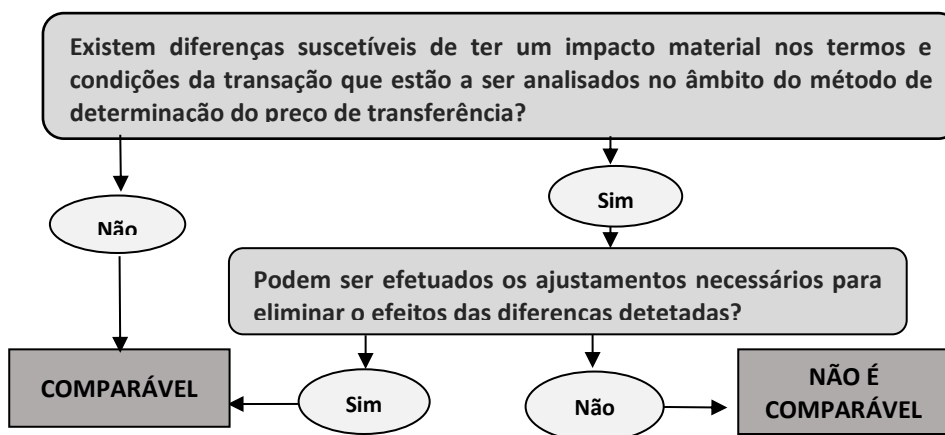 Existem diferenças suscetíveis de ter um impacto material nos termos e
condições da transação que estão a ser analisados no âmbito do método de
determinação do preço de transferência?
Não
Sim
Podem ser efetuados os ajustamentos necessários para
eliminar o efeitos das diferenças detetadas?
COMPARÁVEL
Sim
Não
NÃO É
COMPARÁVEL